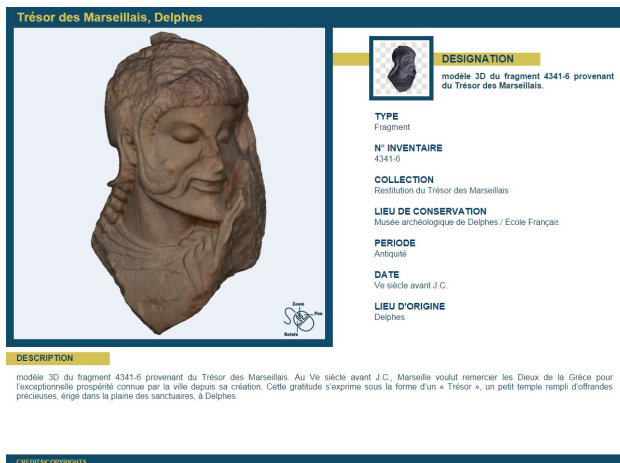 Trésor des Marseillais, Delphes
DESIGNATION
modèle 3D du fragment 4341-6 provenant
du Trésor des Marseillais.
TYPE
Fragment
N° INVENTAIRE
4341-6
COLLECTION
Restitution du Trésor des Marseillais
LIEU DE CONSERVATION
Musée archéologique de Delphes / Ecole Français
PERIODE
Antiquité
DATE
Ve siècle avant J.C.
LIEU D'ORIGINE
Delphes
Zoom
Pan
Rotate
DESCRIPTION
modèle 3D du fragment 4341-6 provenant du Trésor des Marseillais. Au Ve siècle avant J.C., Marseille voulut remercier les Dieux de la Grèce pour
l'exceptionnelle prospérité connue par la ville depuis sa création. Cette gratitude s'exprime sous la forme d'un « Trésor », un petit temple rempli d'offrandes
précieuses, érigé dans la plaine des sanctuaires, à Delphes.
CREDITS/COPYRIGHTS